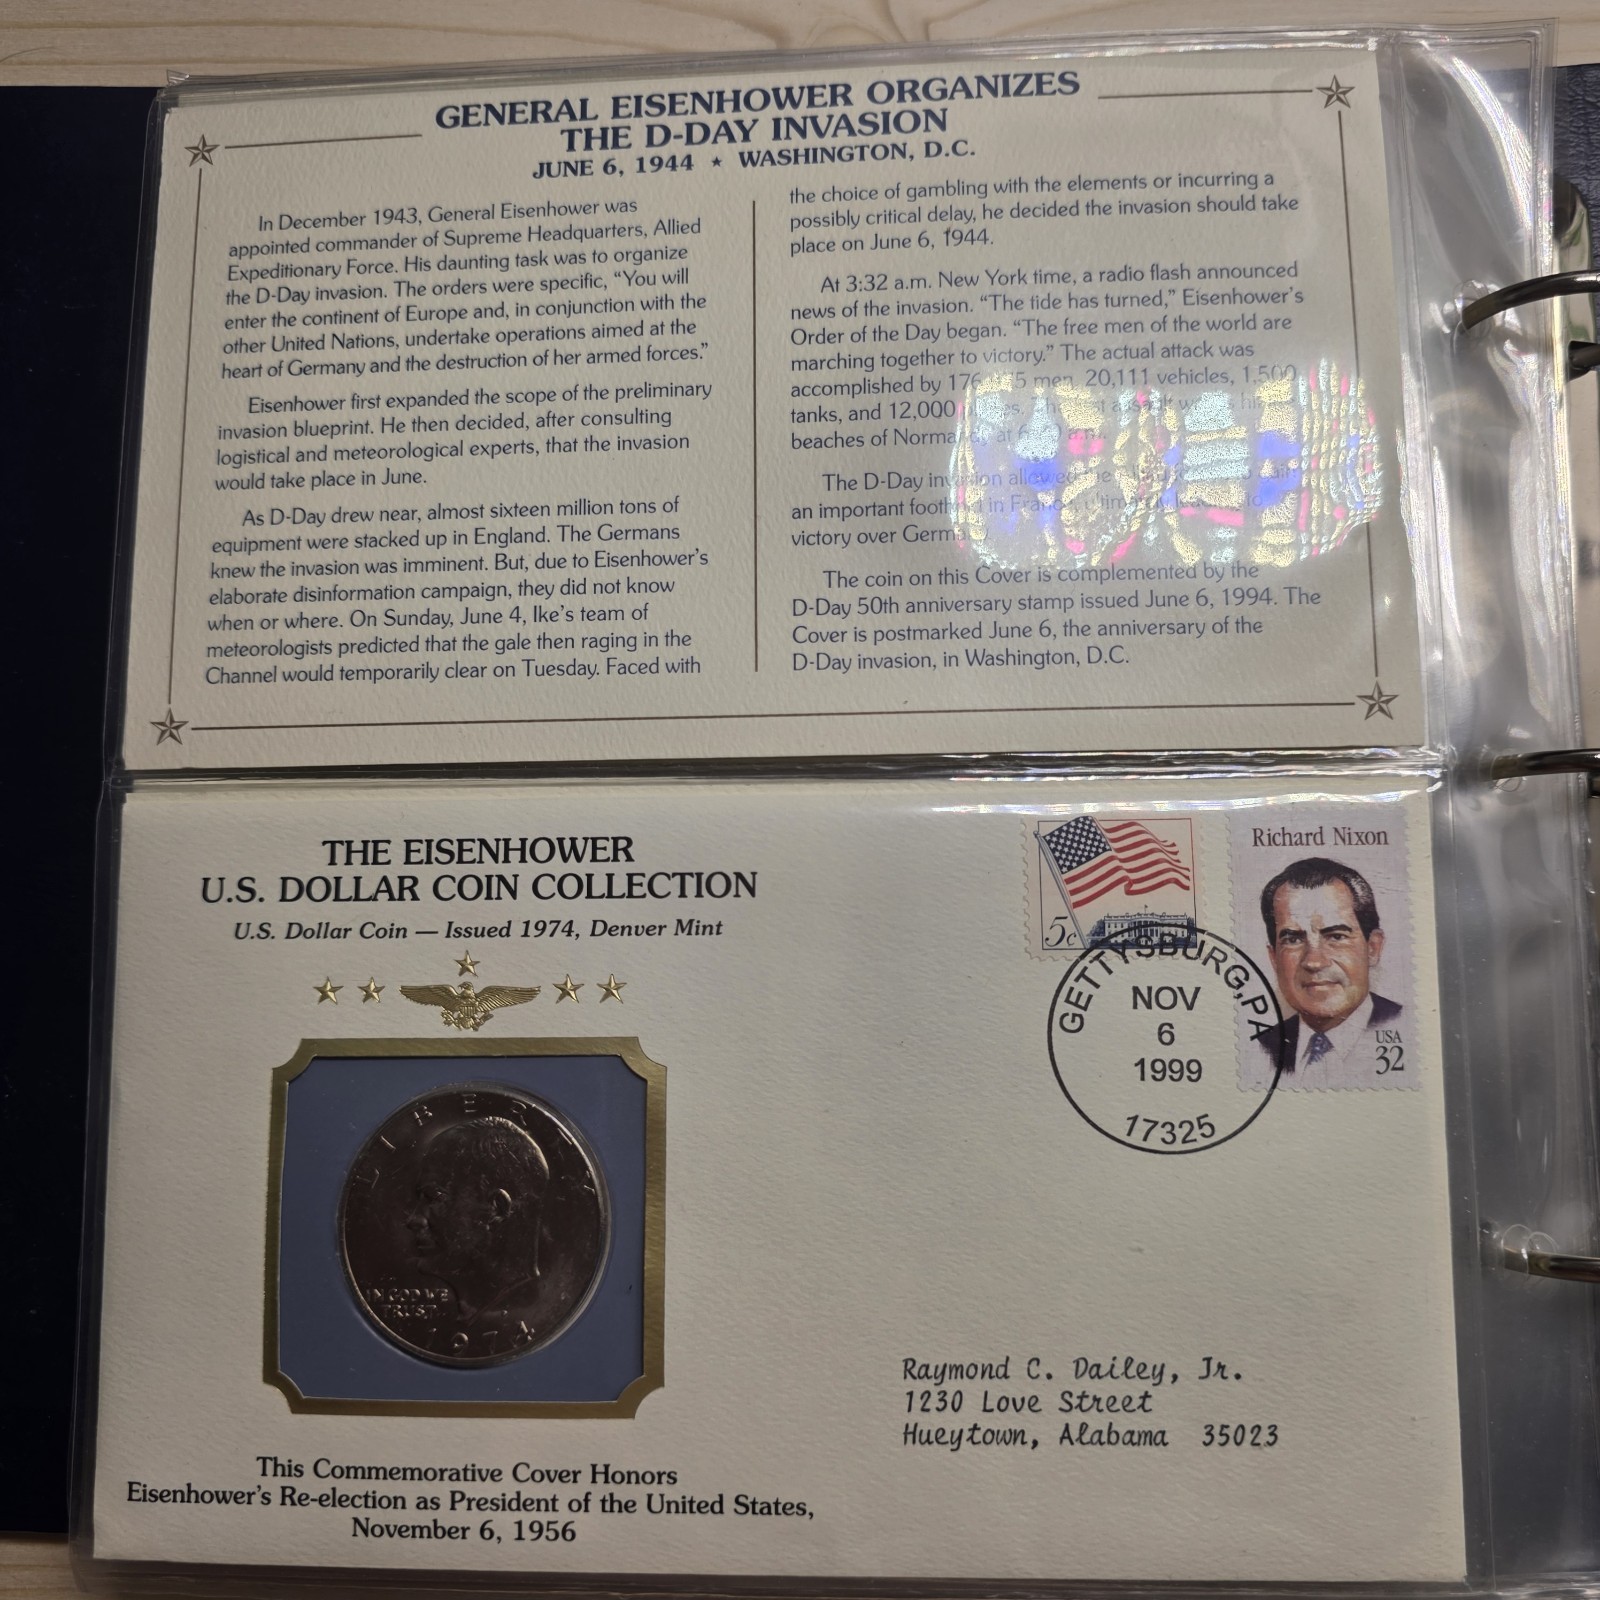 GENERAL EISENHOWER ORGANIZES
THE D-DAY INVASION
JUNE 6, 1944 ★ WASHINGTON, D.C.
In December 1943, General Eisenhower was
appointed commander of Supreme Headquarters, Allied
Expeditionary Force. His daunting task was to organize
the D-Day invasion. The orders were specific, “You will
enter the continent of Europe and, in conjunction with the
other United Nations, undertake operations aimed at the
heart of Germany and the destruction of her armed forces.”
Eisenhower first expanded the scope of the preliminary
invasion blueprint. He then decided, after consulting
logistical and meteorological experts, that the invasion
would take place in June.
As D-Day drew near, almost sixteen million tons of
equipment were stacked up in England. The Germans
knew the invasion was imminent. But, due to Eisenhower’s
elaborate disinformation campaign, they did not know
when or where. On Sunday, June 4, Ike’s team of
meteorologists predicted that the gale then raging in the
Channel would temporarily clear on Tuesday. Faced with
the choice of gambling with the elements or incurring a
possibly critical delay, he decided the invasion should take
place on June 6, 1944.
At 3:32 a.m. New York time, a radio flash announced
news of the invasion. “The tide has turned,” Eisenhower’s
Order of the Day began. “The free men of the world are
marching together to victory.” The actual attack was
accomplished by men, 20,111 vehicles, 1,500
tanks, and 12,000
beaches of Normandy at a.m.
The D-Day invasion allowed
an important foothold in France, ultimately leading to
victory over
The coin on this Cover is complemented by the
D-Day 50th anniversary stamp issued June 6, 1994. The
Cover is postmarked June 6, the anniversary of the
D-Day invasion, in Washington, D.C.
THE EISENHOWER
U.S. DOLLAR COIN COLLECTION
U.S. Dollar Coin — Issued 1974, Denver Mint
5c
Richard Nixon
USA
32
GETTYSBURG, PA
NOV
6
1999
17325
LIBERTY
IN GOD WE
TRUST
1974
Raymond C. Dailey, Jr.
1230 Love Street
Hueytown, Alabama 35023
This Commemorative Cover Honors
Eisenhower’s Re-election as President of the United States,
November 6, 1956